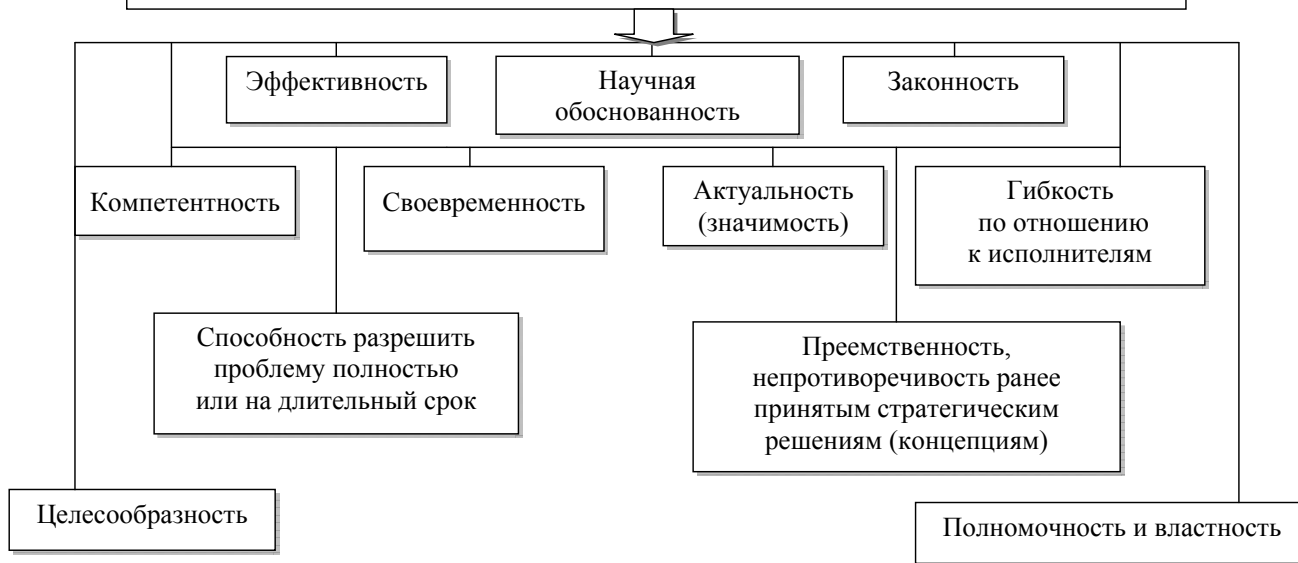 Эффективность
Научная
обоснованность
Законность
Компетентность
Своевременность
Актуальность
(значимость)
Гибкость
по отношению
к исполнителям
Способность разрешить
проблему полностью
или на длительный срок
Преемственность,
непротиворечивость ранее
принятым стратегическим
решениям (концепциям)
Целесообразность
Полномочность и властность